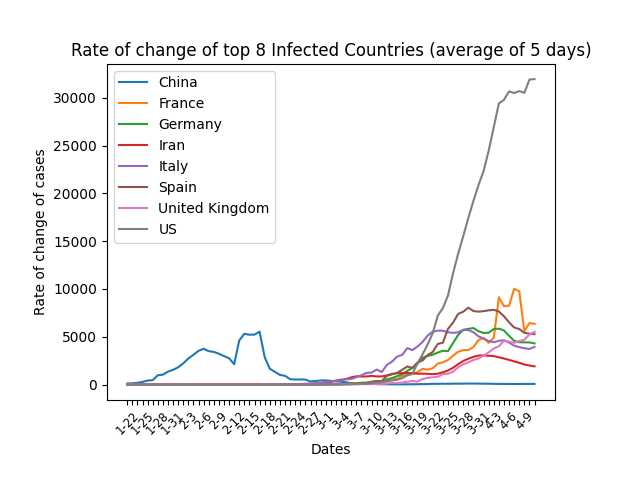 Rate of change of top 8 Infected Countries (average of 5 days)
China
France
Germany
Iran
Italy
Spain
United Kingdom
US
Rate of change of cases
30000
25000
20000
15000
10000
5000
0
1-22 1-25 1-28 1-31 2-3 2-6 2-9 2-12 2-15 2-18 2-21 2-24 2-27 3-1 3-4 3-7 3-10 3-13 3-16 3-19 3-22 3-25 3-28 3-31 4-3 4-6 4-9
Dates